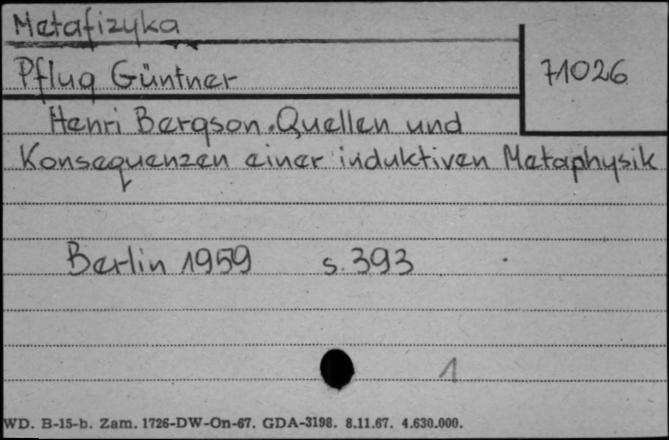 Metafizyka
Pflug Güntner
71026
Henri Bergson. Quellen und
Konsequenzen einer induktiven Metaphysik
Berlin 1959 s. 393
1
WD. B-15-b. Zam. 1726-DW-On-67. GDA-3198. 8.11.67. 4.630.000.